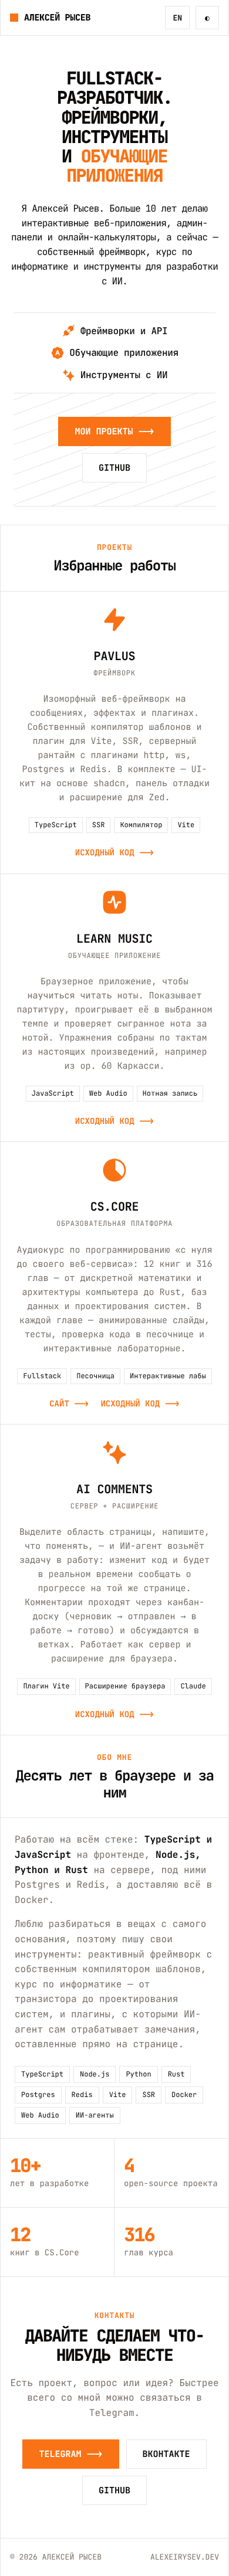 АЛЕКСЕЙ РЫСЕВ
EN
FULLSTACK-
РАЗРАБОТЧИК.
ФРЕЙМВОРКИ,
ИНСТРУМЕНТЫ
И ОБУЧАЮЩИЕ
ПРИЛОЖЕНИЯ
Я Алексей Рысев. Больше 10 лет делаю
интерактивные веб-приложения, админ-
панели и онлайн-калькуляторы, а сейчас —
собственный фреймворк, курс по
информатике и инструменты для разработки
с ИИ.
Фреймворки и API
Обучающие приложения
Инструменты с ИИ
МОИ ПРОЕКТЫ ⟶
GITHUB
ПРОЕКТЫ
Избранные работы
PAVLUS
ФРЕЙМВОРК
Изоморфный веб-фреймворк на
сообщениях, эффектах и плагинах.
Собственный компилятор шаблонов и
плагин для Vite, SSR, серверный
рантайм с плагинами http, ws,
Postgres и Redis. В комплекте — UI-
кит на основе shadcn, панель отладки
и расширение для Zed.
TypeScript SSR Компилятор Vite
ИСХОДНЫЙ КОД ⟶
LEARN MUSIC
ОБУЧАЮЩЕЕ ПРИЛОЖЕНИЕ
Браузерное приложение, чтобы
научиться читать ноты. Показывает
партитуру, проигрывает её в выбранном
темпе и проверяет сыгранное нота за
нотой. Упражнения собраны по тактам
из настоящих произведений, например
из ор. 60 Каркасси.
JavaScript Web Audio Нотная запись
ИСХОДНЫЙ КОД ⟶
CS.CORE
ОБРАЗОВАТЕЛЬНАЯ ПЛАТФОРМА
Аудиокурс по программированию «с нуля
до своего веб-сервиса»: 12 книг и 316
глав — от дискретной математики и
архитектуры компьютера до Rust, баз
данных и проектирования систем. В
каждой главе — анимированные слайды,
тесты, проверка кода в песочнице и
интерактивные лабораторные.
Fullstack Песочница Интерактивные лабы
САЙТ ⟶ ИСХОДНЫЙ КОД ⟶
AI COMMENTS
СЕРВЕР + РАСШИРЕНИЕ
Выделите область страницы, напишите,
что поменять, — и ИИ-агент возьмёт
задачу в работу: изменит код и будет
в реальном времени сообщать о
прогрессе на той же странице.
Комментарии проходят через канбан-
доску (черновик → отправлен → в
работе → готово) и обсуждаются в
ветках. Работает как сервер и
расширение для браузера.
Плагин Vite Расширение браузера Claude
ИСХОДНЫЙ КОД ⟶
ОБО МНЕ
Десять лет в браузере и за
ним
Работаю на всём стеке: TypeScript и
JavaScript на фронтенде, Node.js,
Python и Rust на сервере, под ними
Postgres и Redis, а доставляю всё в
Docker.
Люблю разбираться в вещах с самого
основания, поэтому пишу свои
инструменты: реактивный фреймворк с
собственным компилятором шаблонов,
курс по информатике — от
транзистора до проектирования
систем, и плагины, с которыми ИИ-
агент сам отрабатывает замечания,
оставленные прямо на странице.
TypeScript Node.js Python Rust
Postgres Redis Vite SSR Docker
Web Audio ИИ-агенты
10+ 4
лет в разработке open-source проекта
12 316
книг в CS.Core глав курса
КОНТАКТЫ
ДАВАЙТЕ СДЕЛАЕМ ЧТО-
НИБУДЬ ВМЕСТЕ
Есть проект, вопрос или идея? Быстрее
всего со мной можно связаться в
Telegram.
TELEGRAM ⟶ ВКОНТАКТЕ
GITHUB
© 2026 АЛЕКСЕЙ РЫСЕВ ALEXEIRYSEV.DEV